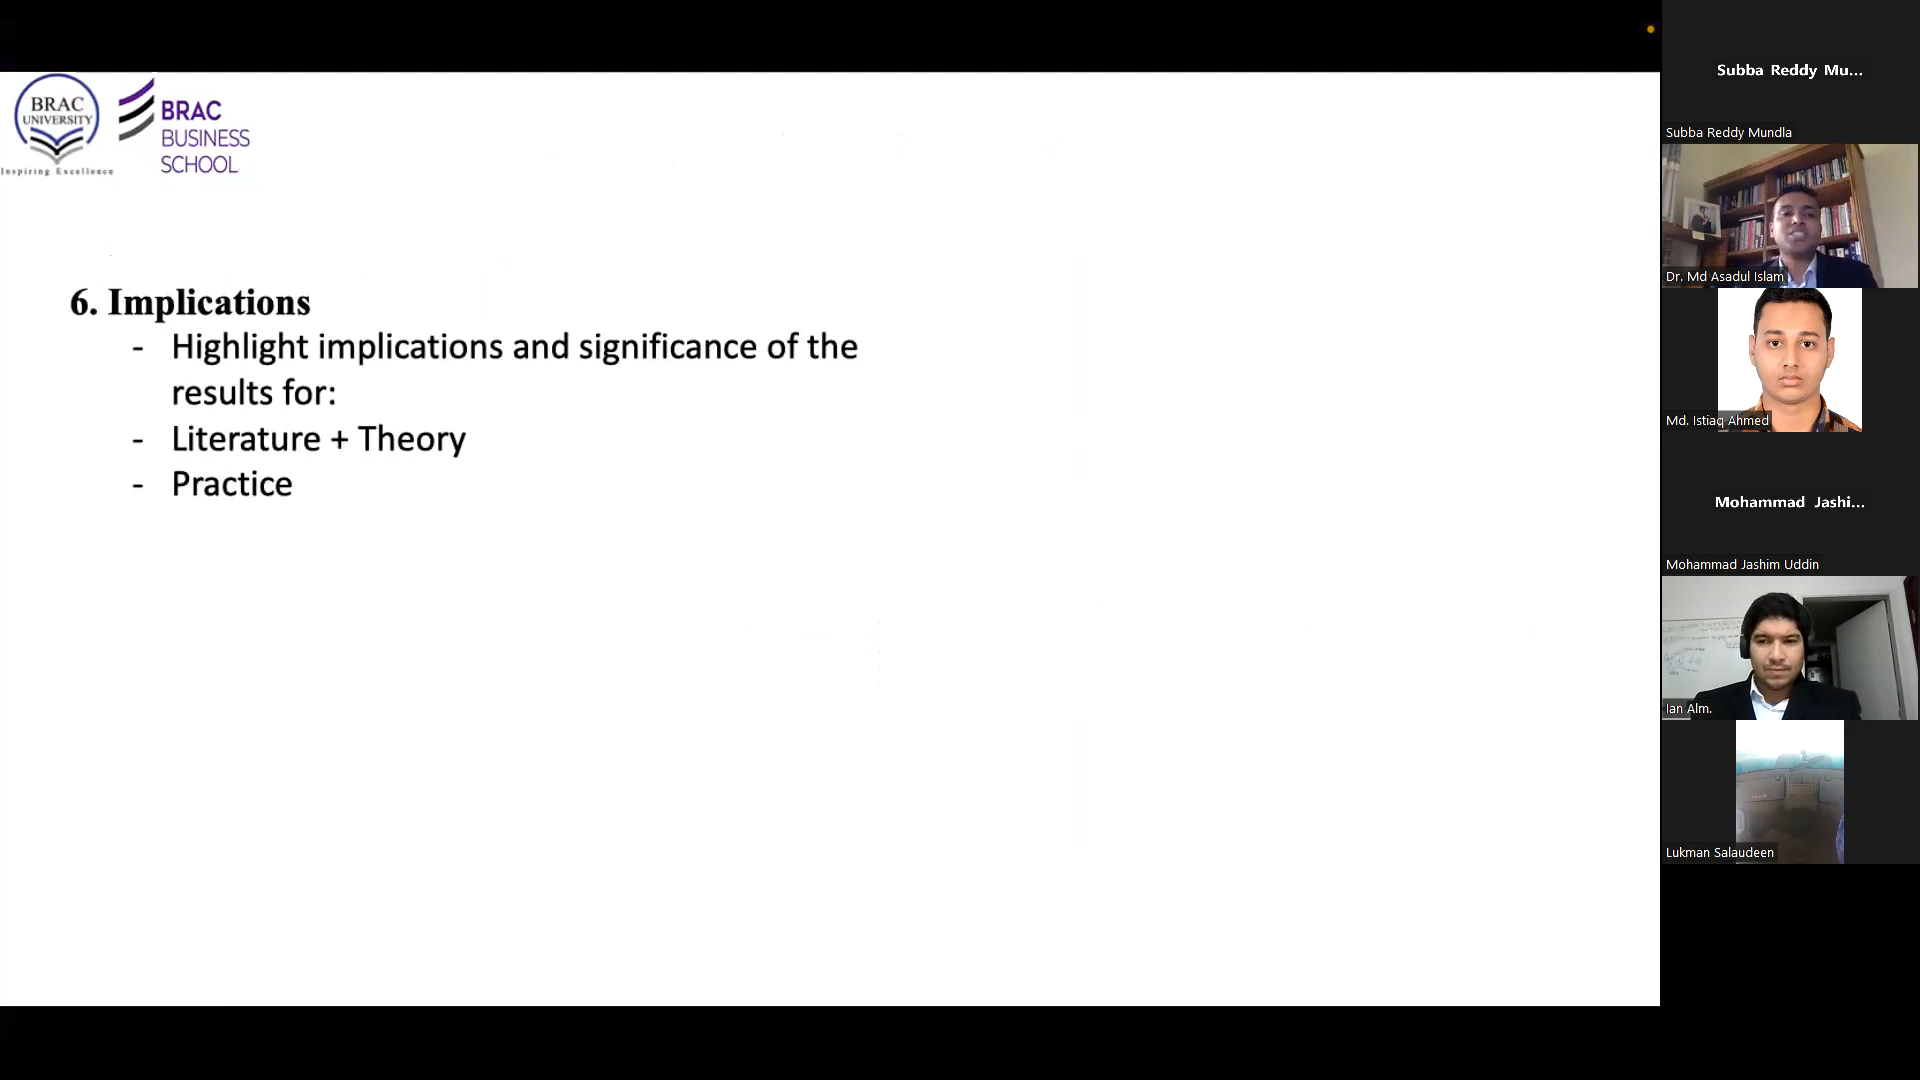 BRAC
UNIVERSITY
Inspiring Excellence
BRAC
BUSINESS
SCHOOL
6. Implications
- Highlight implications and significance of the
results for:
- Literature + Theory
- Practice
Subba Reddy Mu...
Subba Reddy Mundla
Dr. Md Asadul Islam
Md. Istiaq Ahmed
Mohammad Jashi...
Mohammad Jashim Uddin
Ian Alm.
Lukman Salaudeen